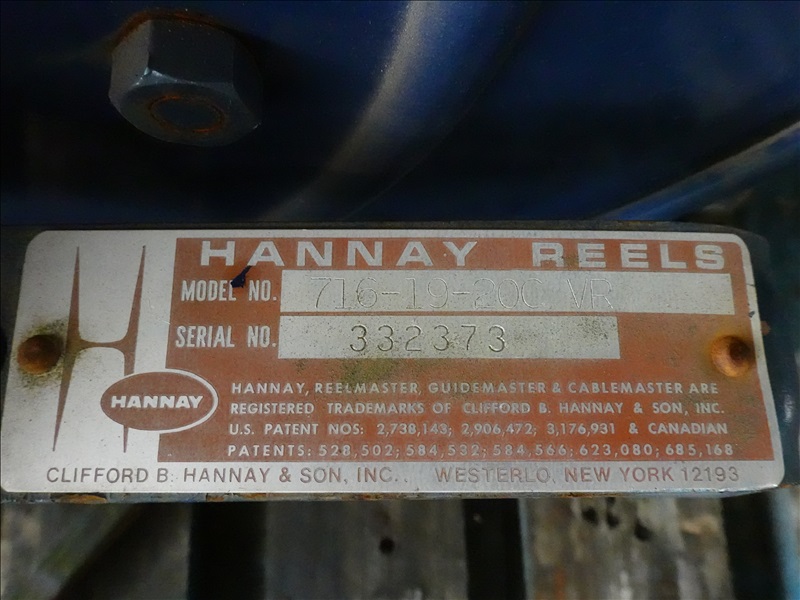 HANNAY REELS
MODEL NO. 716-19-20C VR
SERIAL NO. 332373
HANNAY
HANNAY, REELMASTER, GUIDEMASTER & CABLEMASTER ARE
REGISTERED TRADEMARKS OF CLIFFORD B. HANNAY & SON, INC.
U.S. PATENT NOS: 2,738,143; 2,906,472; 3,176,931 & CANADIAN
PATENTS: 528,502; 584,532; 584,566; 623,080; 685,168
CLIFFORD B. HANNAY & SON, INC. WESTERLO, NEW YORK 12193